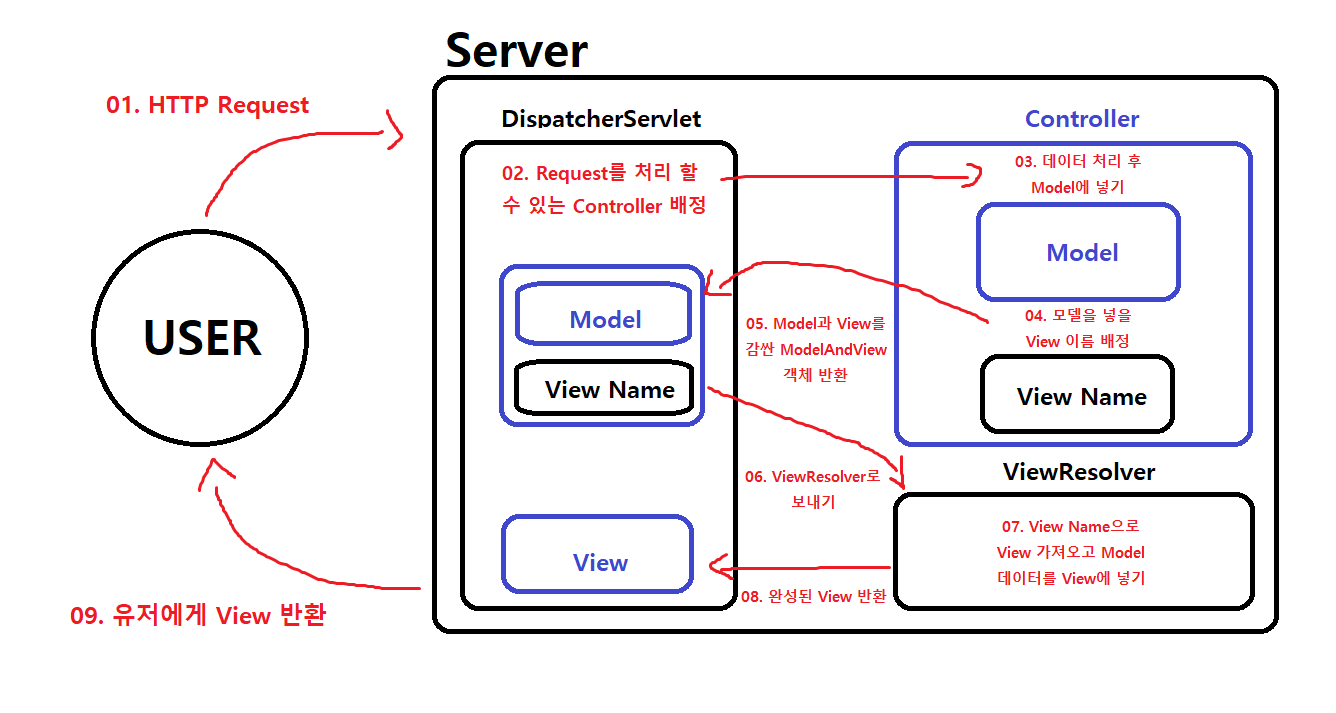 Server
01. HTTP Request
USER
09. 유저에게 View 반환
DispatcherServlet
02. Request를 처리 할
수 있는 Controller 배정
Model
View Name
View
Controller
03. 데이터 처리 후
Model에 넣기
Model
04. 모델을 넣을
View 이름 배정
View Name
05. Model과 View를
감싼 ModelAndView
객체 반환
06. ViewResolver로
보내기
ViewResolver
07. View Name으로
View 가져오고 Model
데이터를 View에 넣기
08. 완성된 View 반환